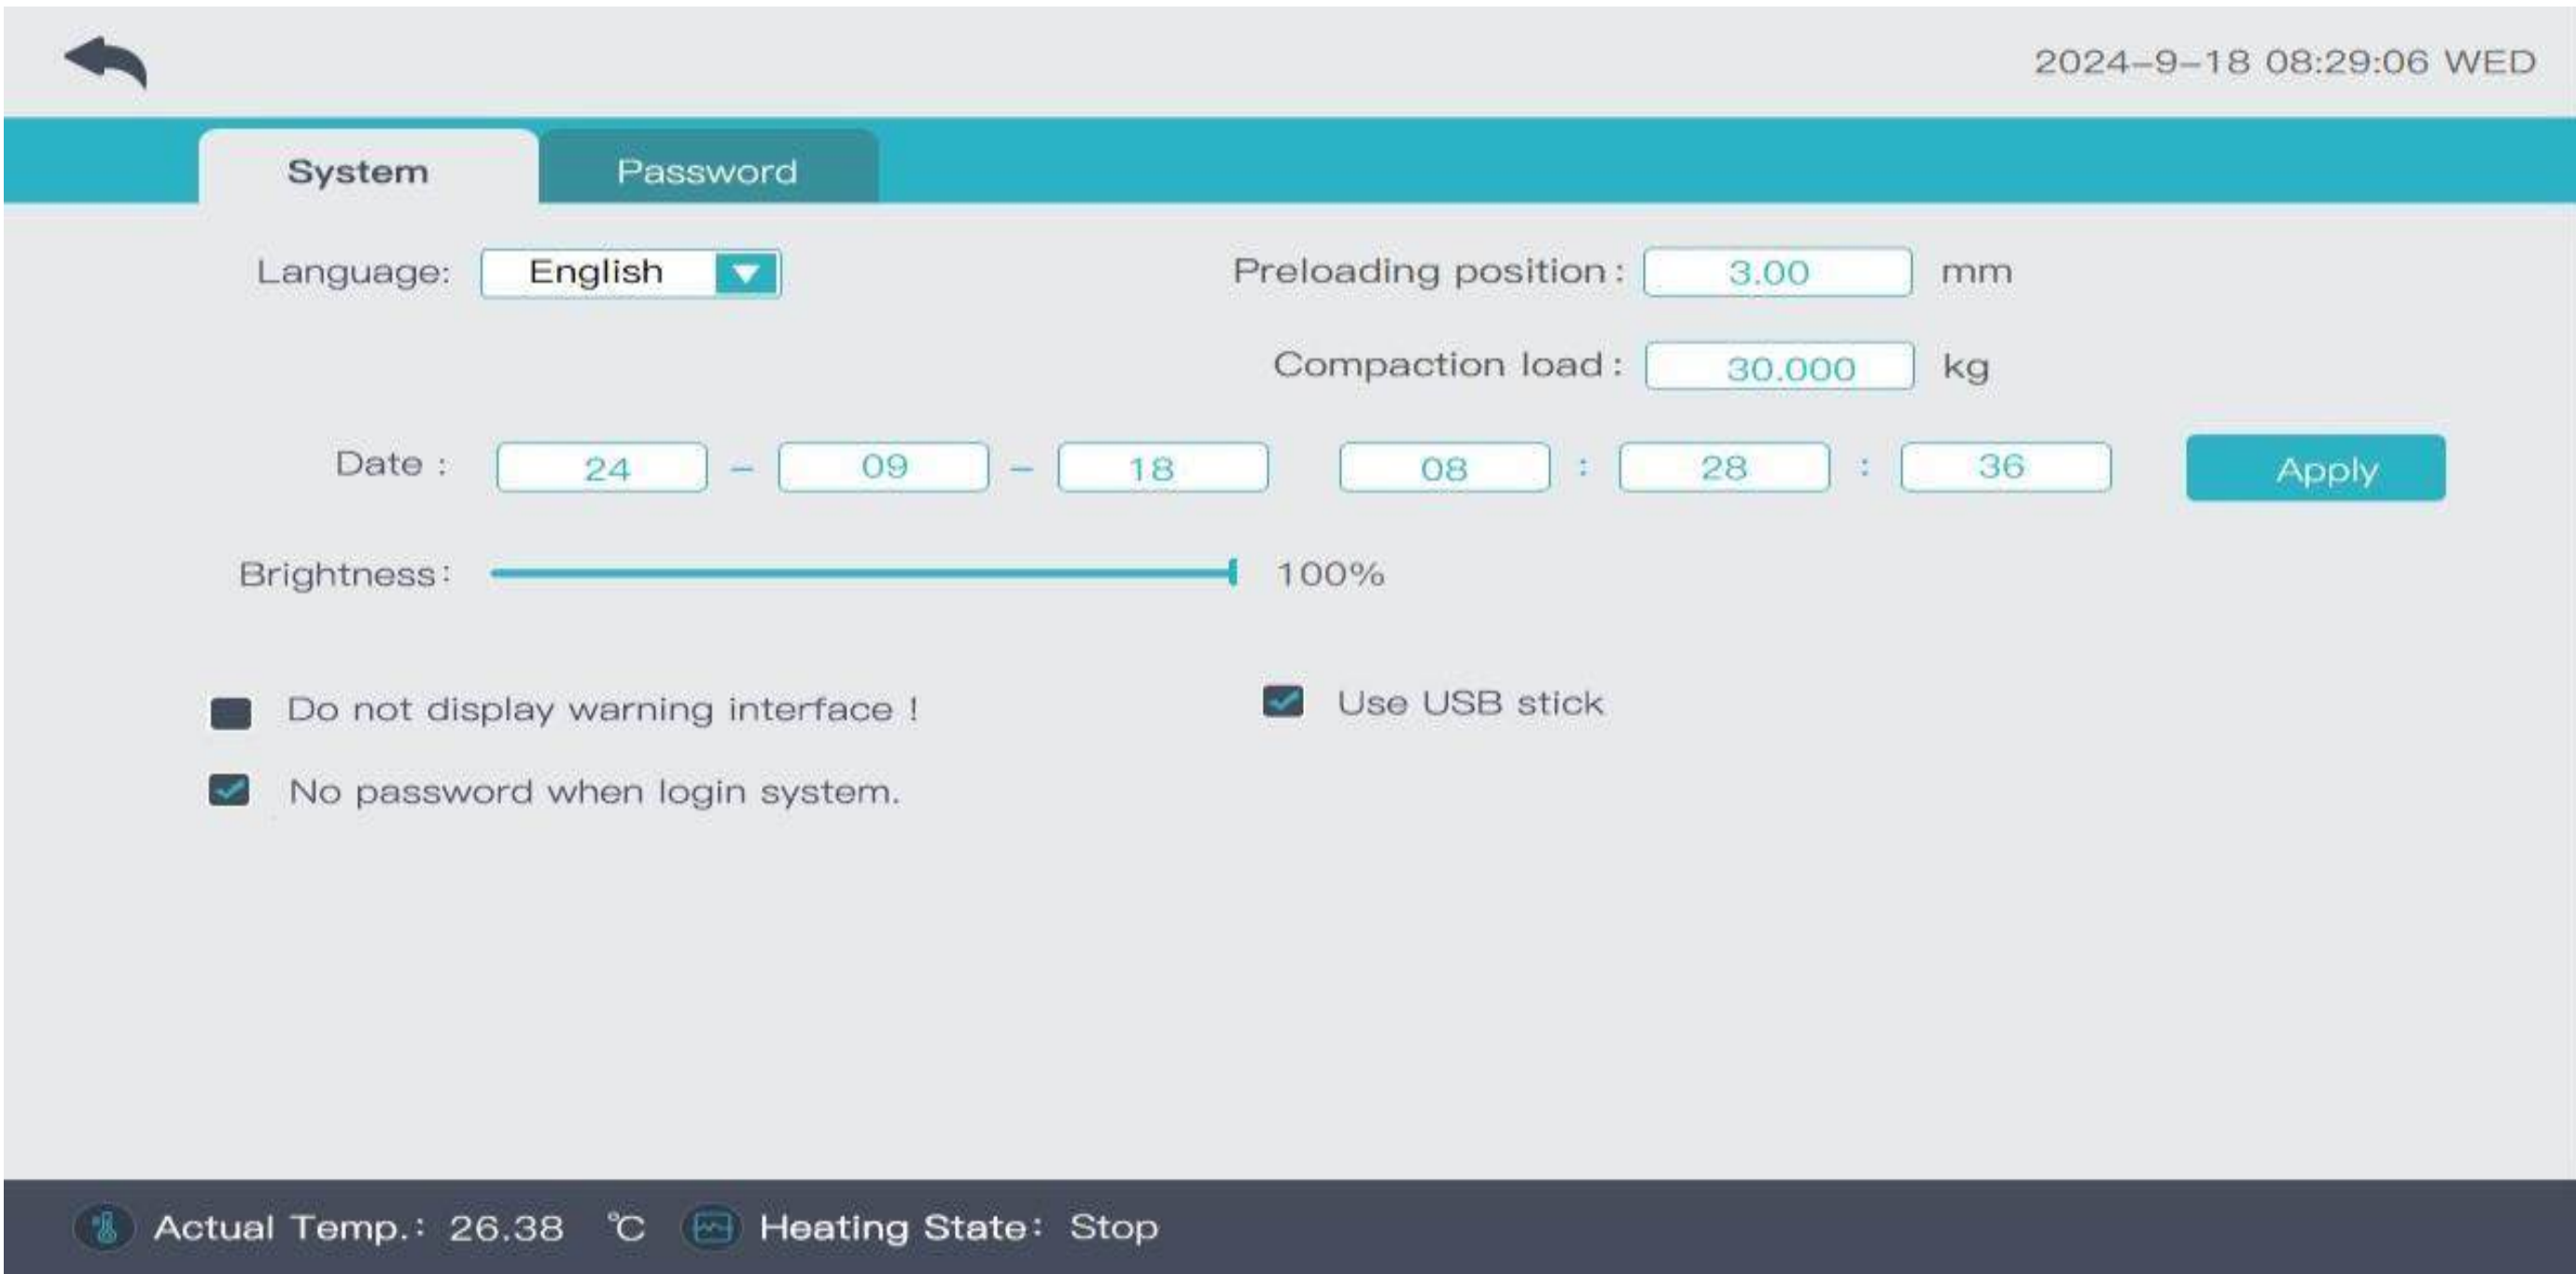 2024-9-18 08:29:06 WED
System Password
Language: English Preloading position: 3.00 mm
Compaction load: 30.000 kg
Date : 24 - 09 - 18 08 : 28 : 36 Apply
Brightness: 100%
Do not display warning interface ! Use USB stick
No password when login system.
Actual Temp.: 26.38 ℃ Heating State: Stop